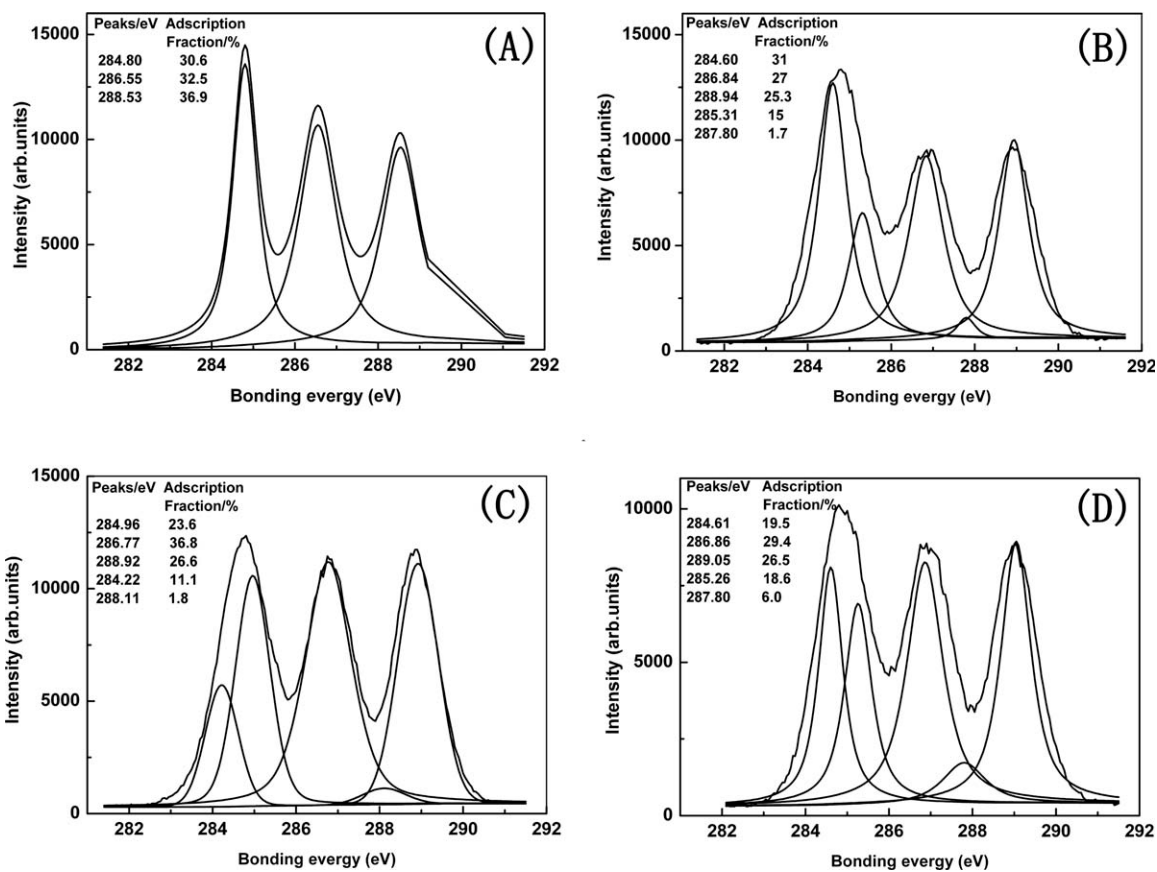 Peaks/eV Adscription
Fraction/%
284.80 30.6
286.55 32.5
288.53 36.9
(A)
15000
10000
5000
0
Intensity (arb.units)
282 284 286 288 290 292
Bonding evergy (eV)
Peaks/eV Adscription
Fraction/%
284.60 31
286.84 27
288.94 25.3
285.31 15
287.80 1.7
(B)
15000
10000
5000
0
Intensity (arb.units)
282 284 286 288 290 292
Bonding evergy (eV)
Peaks/eV Adscription
Fraction/%
284.96 23.6
286.77 36.8
288.92 26.6
284.22 11.1
288.11 1.8
(C)
15000
10000
5000
0
Intensity (arb.units)
282 284 286 288 290 292
Bonding evergy (eV)
Peaks/eV Adscription
Fraction/%
284.61 19.5
286.86 29.4
289.05 26.5
285.26 18.6
287.80 6.0
(D)
10000
5000
0
Intensity (arb.units)
282 284 286 288 290 292
Bonding evergy (eV)